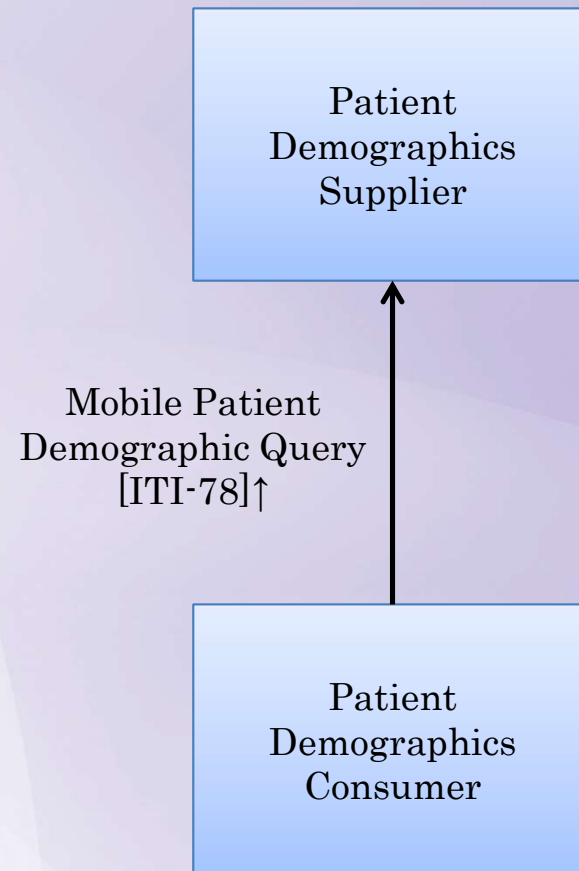 Patient
Demographics
Supplier
Mobile Patient
Demographic Query
[ITI-78]↑
Patient
Demographics
Consumer